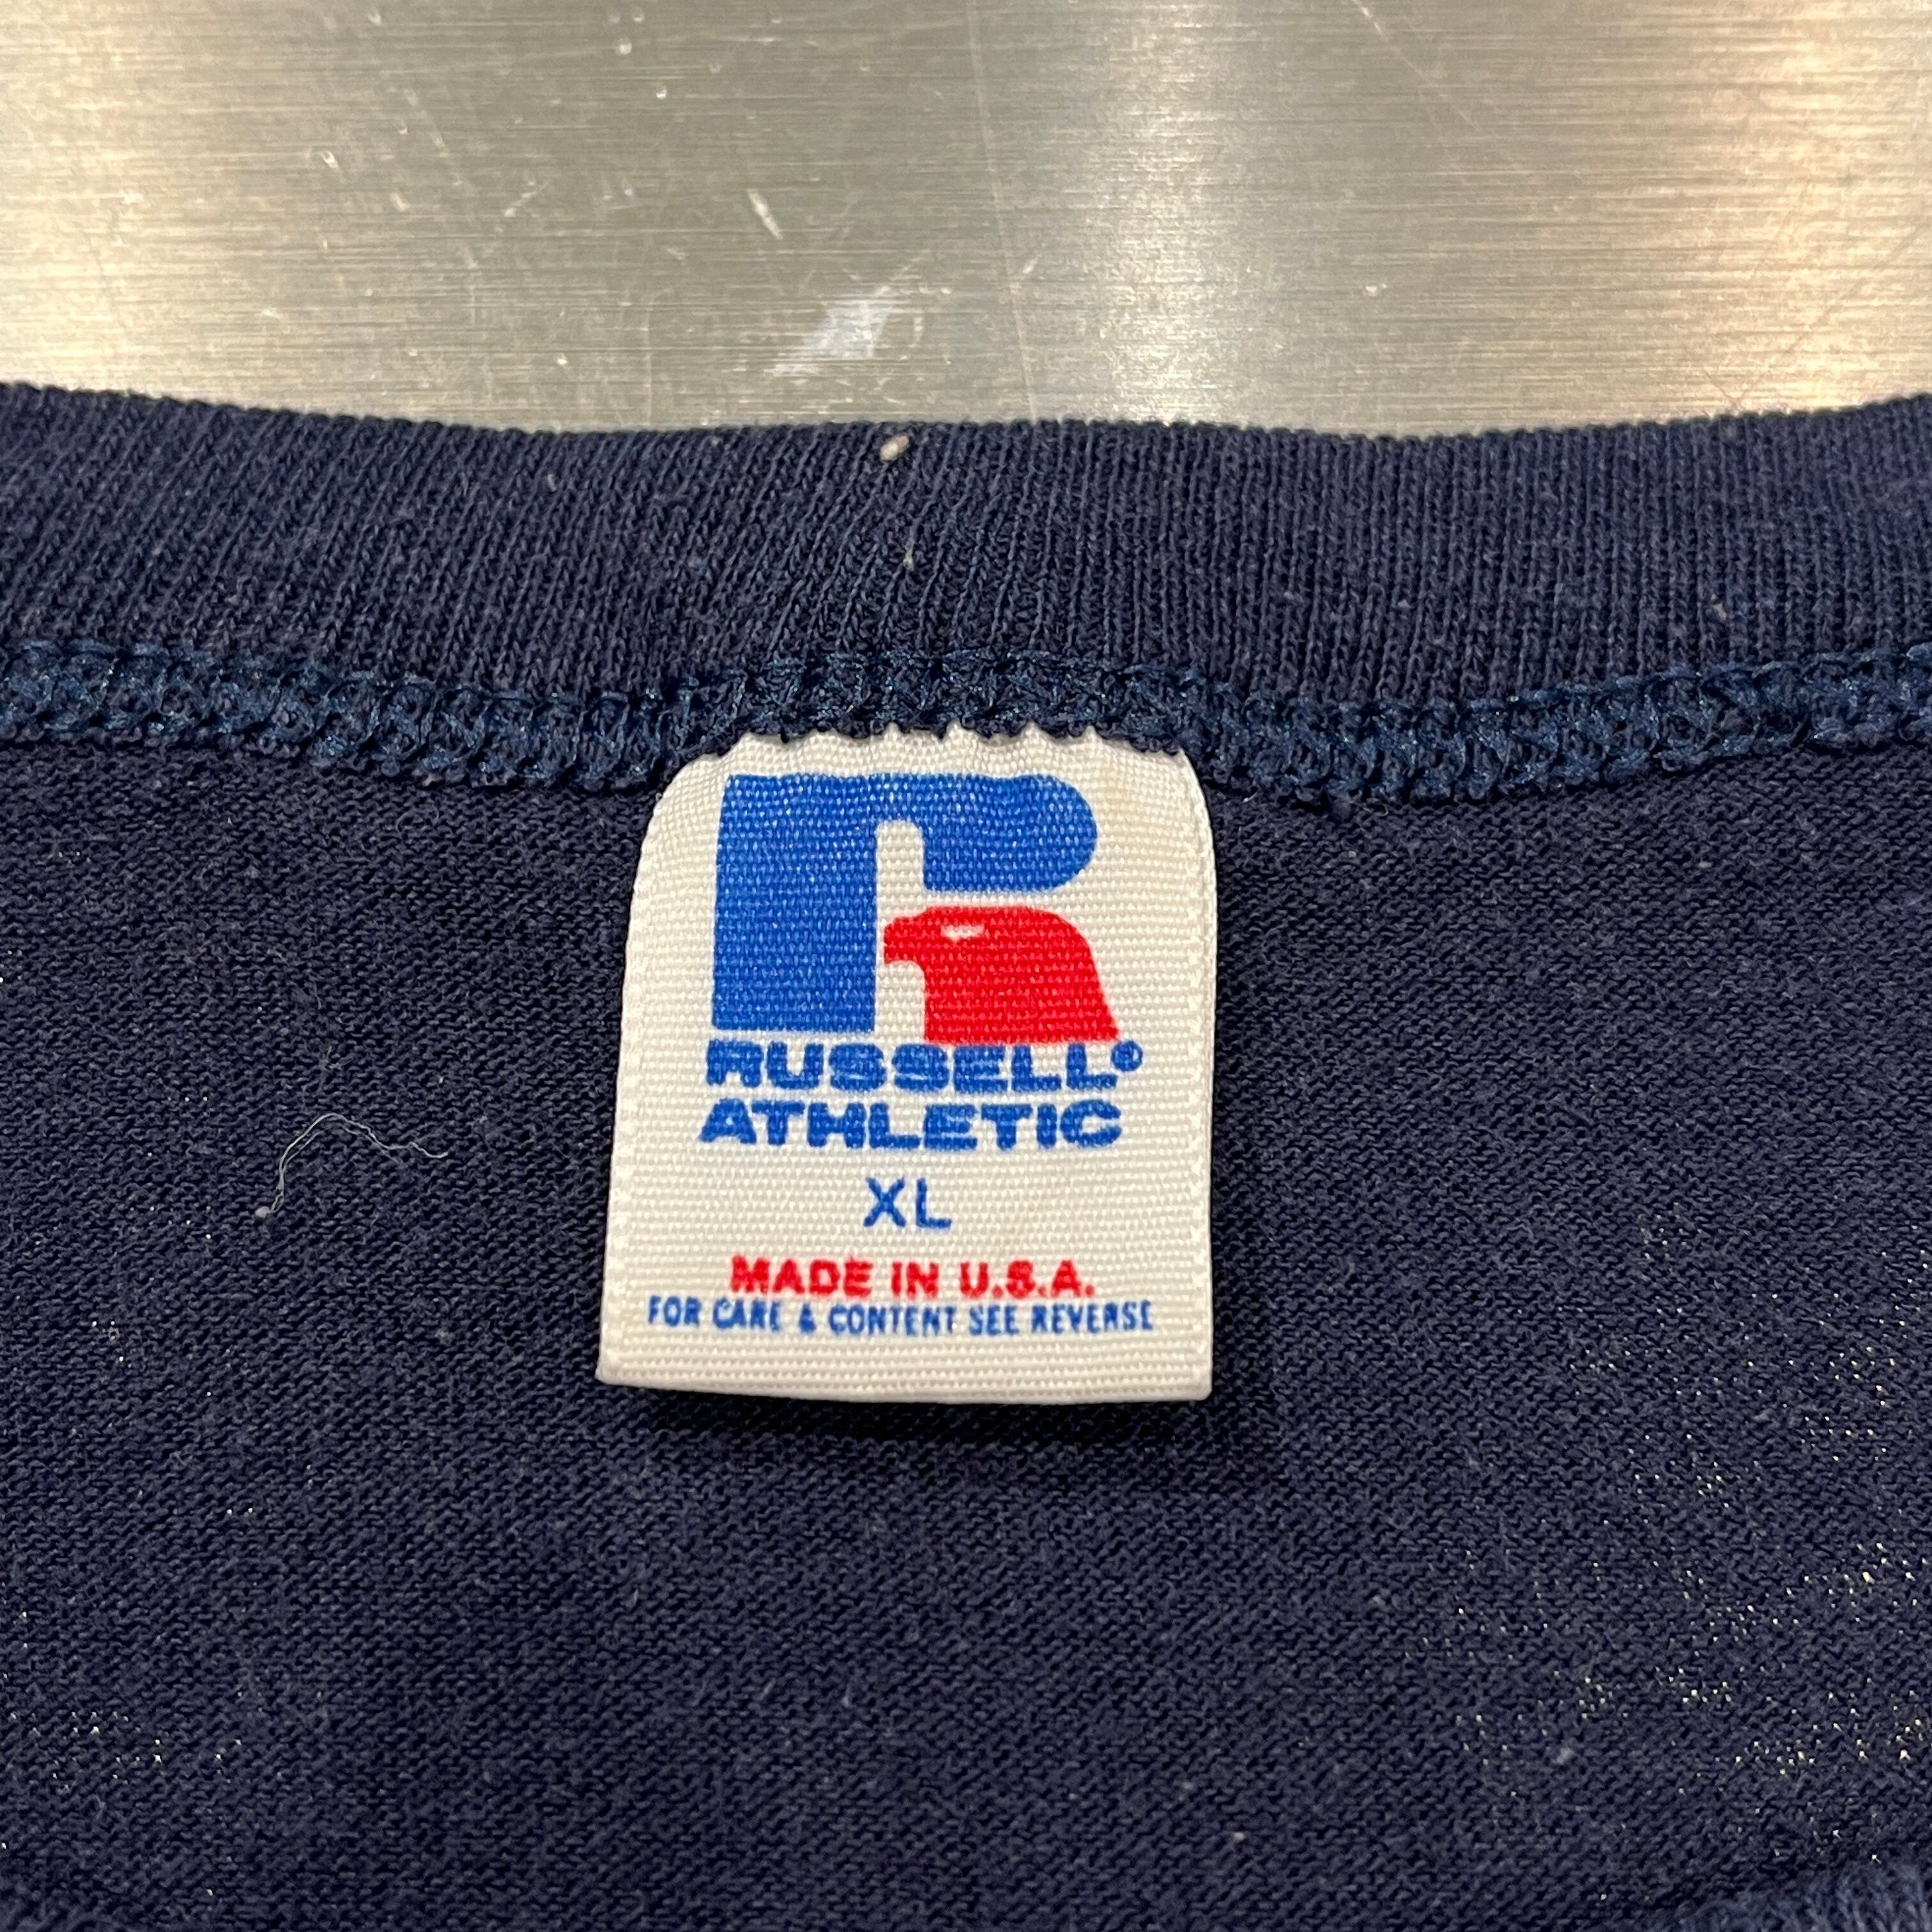 RUSSELL®
ATHLETIC
XL
MADE IN U.S.A.
FOR CARE & CONTENT SEE REVERSE